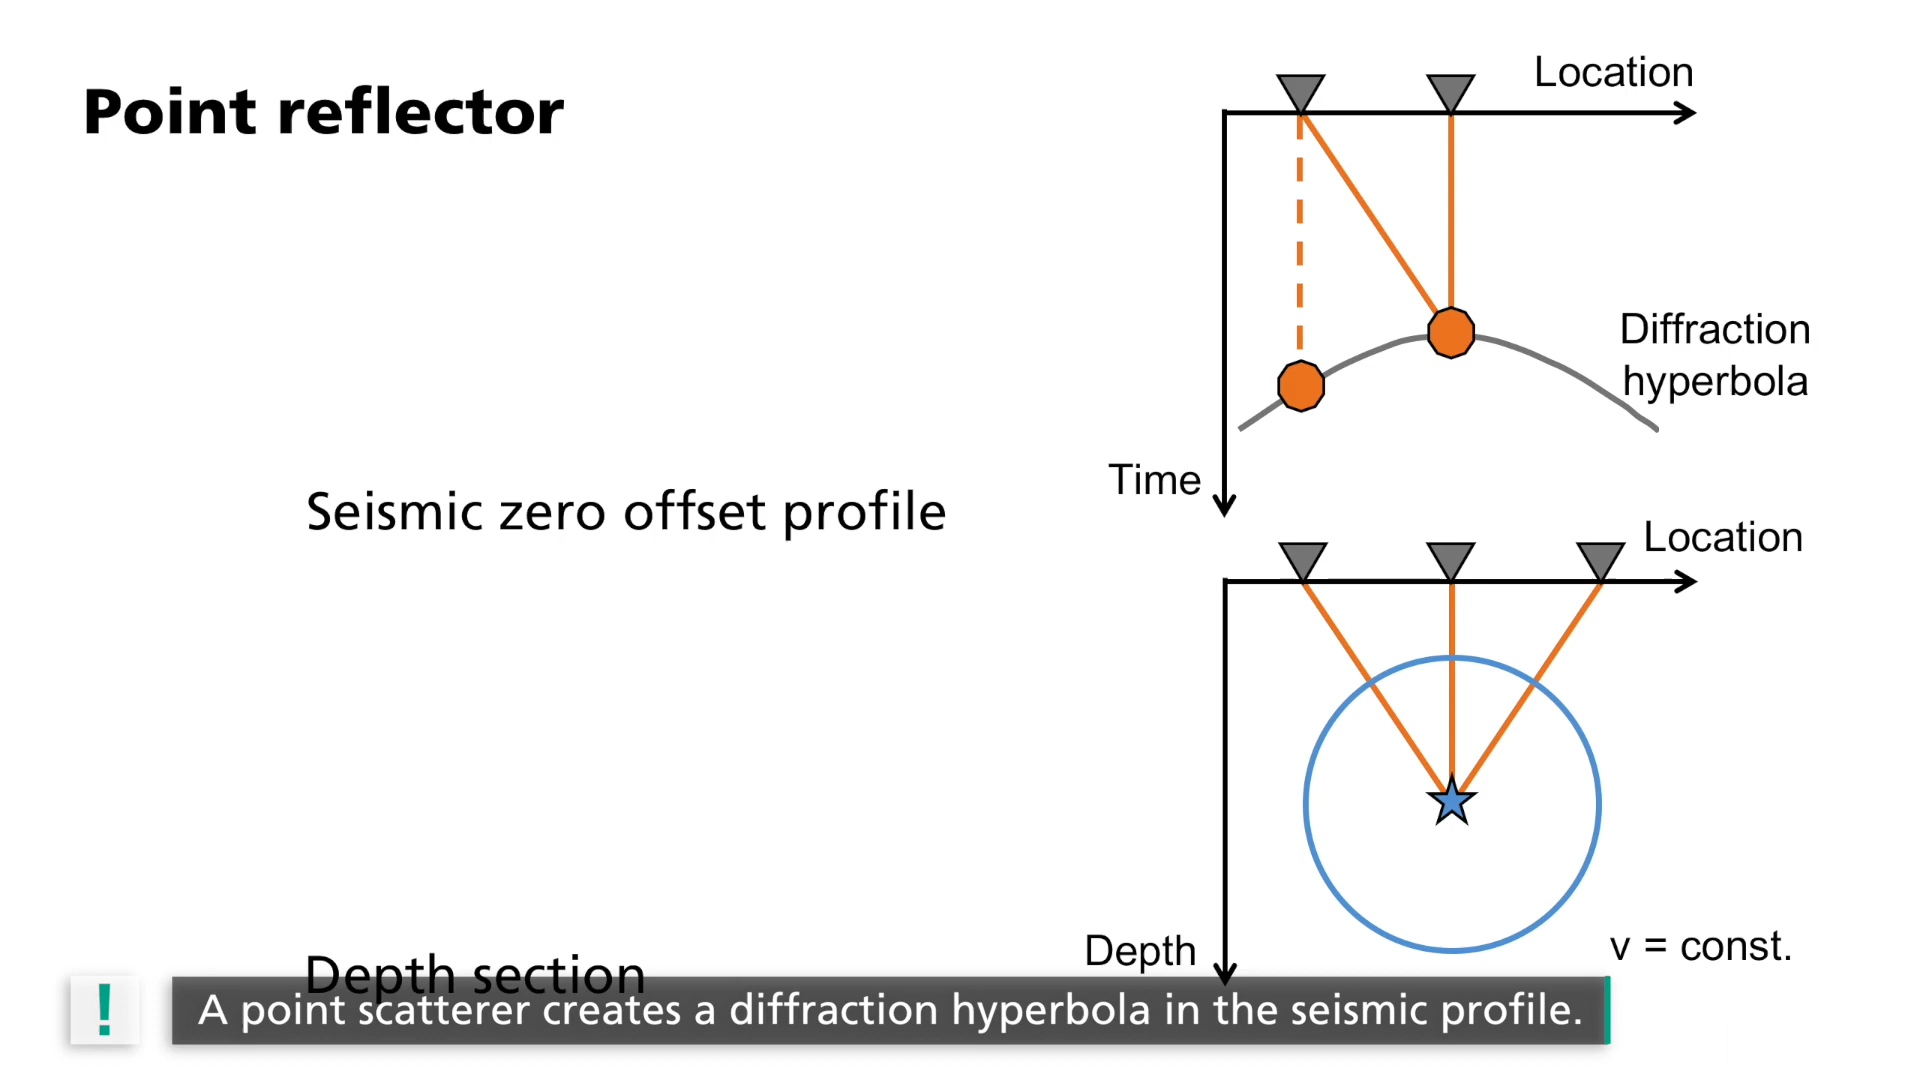 Point reflector
Location
Diffraction
hyperbola
Time
Seismic zero offset profile
Location
Depth
v = const.
Depth section
! A point scatterer creates a diffraction hyperbola in the seismic profile.